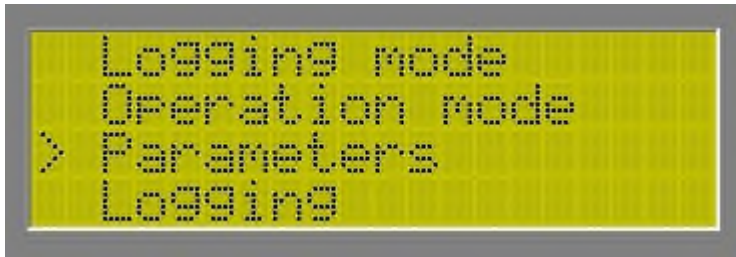 Logging mode
Operation mode
> Parameters
Logging